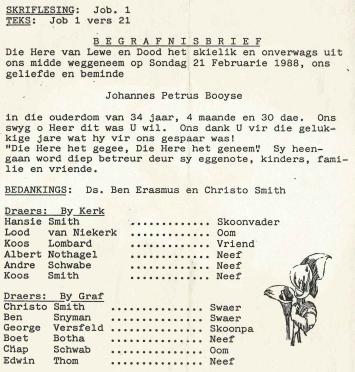 SKRIFLESING: Job. 1
TEKS: Job 1 vers 21
BEGRAFNISBRIEF
Die Here van Lewe en Dood het skielik en onverwags uit
ons midde weggeneem op Sondag 21 Februarie 1988, ons
geliefde en beminde
Johannes Petrus Booyse
in die ouderdom van 34 jaar, 4 maande en 30 dae. Ons
swyg o Heer dit was U wil. Ons dank U vir die geluk-
kige jare wat hy vir ons gespaar was!
"Die Here het gegee, Die Here het geneem". Sy heen-
gaan word diep betreur deur sy eggenote, kinders, fami-
lie en vriende.
BEDANKINGS: Ds. Ben Erasmus en Christo Smith
Draers: By Kerk
Hansie Smith .............. Skoonvader
Lood van Niekerk .............. Oom
Koos Lombard .............. Vriend
Albert Nothagel .............. Neef
Andre Schwabe .............. Neef
Koos Smith .............. Neef
Draers: By Graf
Christo Smith .............. Swaer
Ben Snyman .............. Swaer
George Versfeld .............. Skoonpa
Boet Botha .............. Neef
Chap Schwab .............. Oom
Edwin Thom .............. Neef